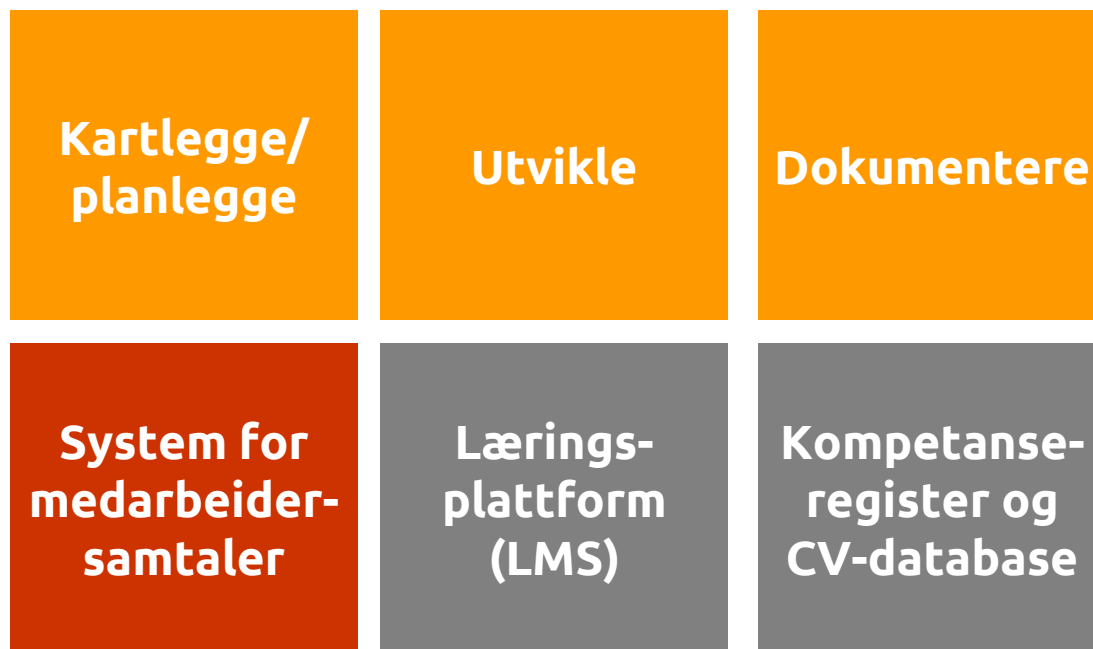 Kartlegge/
planlegge
Utvikle
Dokumentere
System for
medarbeider-
samtaler
Lærings-
plattform
(LMS)
Kompetanse-
register og
CV-database